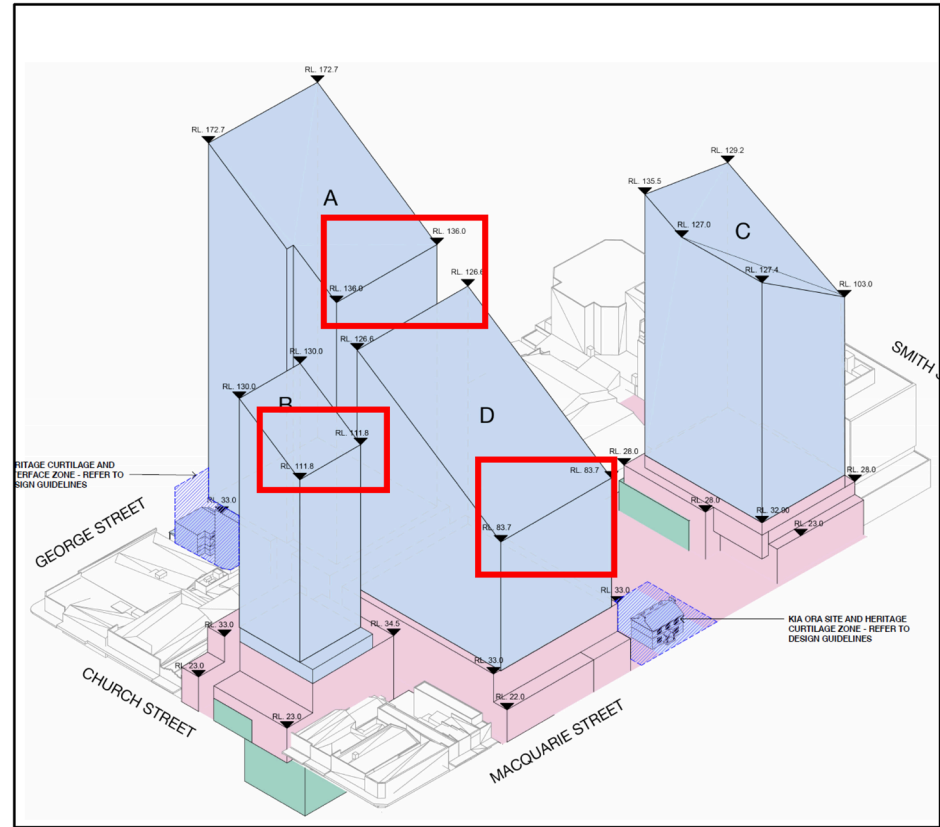 RL. 172.7
RL. 172.7
RL. 129.2
RL. 135.5
A
RL. 127.0
C
RL. 136.0
RL. 126.6
RL. 127.4
RL. 103.0
RL. 136.0
RL. 126.6
SMITH S
RL. 130.0
RL. 130.0
B
D
RL. 111.8
RL. 111.8
RITAGE CURTILAGE AND
TERFACE ZONE - REFER TO
SIGN GUIDELINES
RL. 28.0
RL. 83.7
RL. 28.0
RL. 33.0
RL. 28.0
RL. 32.00
RL. 23.0
GEORGE STREET
RL. 83.7
RL. 33.0
KIA ORA SITE AND HERITAGE
CURTILAGE ZONE - REFER TO
DESIGN GUIDELINES
RL. 33.0
RL. 34.5
RL. 23.0
RL. 33.0
CHURCH STREET
RL. 22.0
RL. 23.0
MACQUARIE STREET